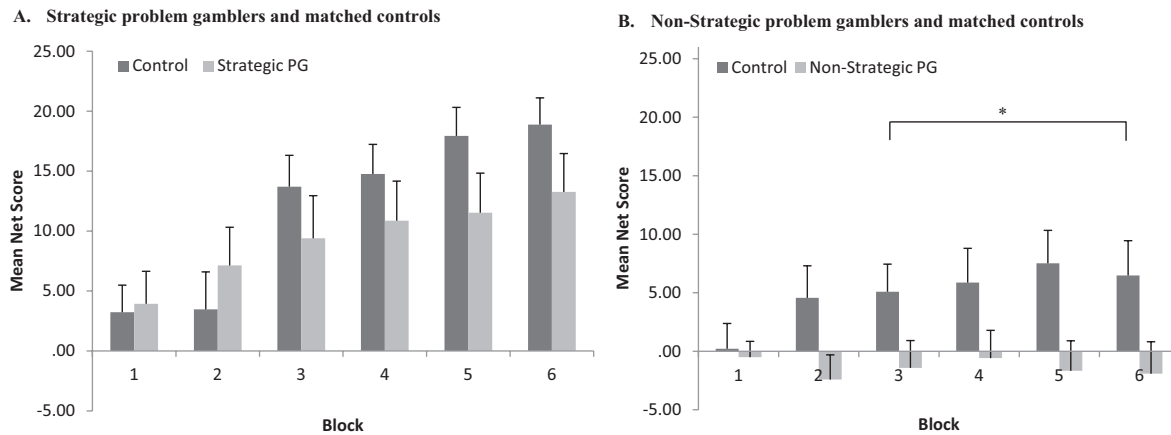 A. Strategic problem gamblers and matched controls
25.00
20.00
15.00
10.00
5.00
.00
-5.00
Mean Net Score
Control
Strategic PG
1 2 3 4 5 6
Block
B. Non-Strategic problem gamblers and matched controls
25.00
20.00
15.00
10.00
5.00
.00
-5.00
Mean Net Score
Control
Non-Strategic PG
*
1 2 3 4 5 6
Block